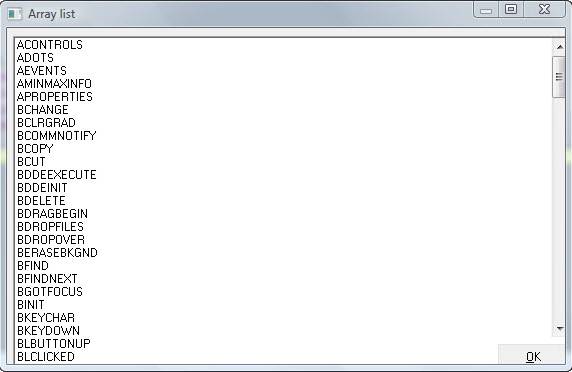 Array list
ACONTROLS
ADOTS
AEVENTS
AMINMAXINFO
APROPERTIES
BCHANGE
BCLRGRAD
BCOMMNOTIFY
BCOPY
BCUT
BDDEEXECUTE
BDDEINIT
BDELETE
BDRAGBEGIN
BDROPFILES
BDROPOVER
BERASEBKGND
BFIND
BFINDNEXT
BGOTFOCUS
BINIT
BKEYCHAR
BKEYDOWN
BLBUTTONUP
BLCLICKED
OK